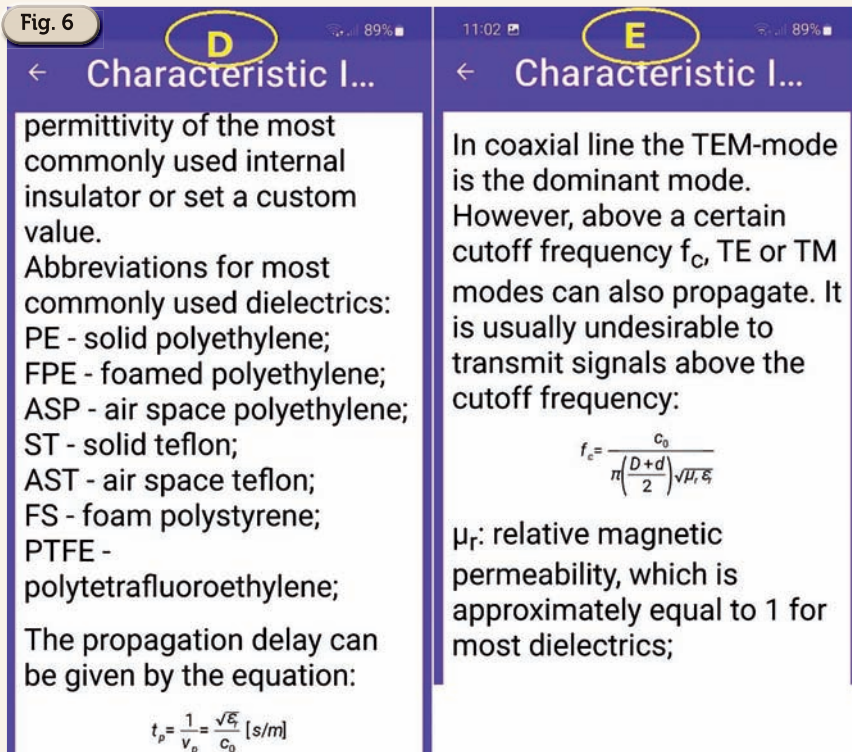 Fig. 6
D
89%
← Characteristic I...
permittivity of the most
commonly used internal
insulator or set a custom
value.
Abbreviations for most
commonly used dielectrics:
PE - solid polyethylene;
FPE - foamed polyethylene;
ASP - air space polyethylene;
ST - solid teflon;
AST - air space teflon;
FS - foam polystyrene;
PTFE -
polytetrafluoroethylene;
The propagation delay can
be given by the equation:
tₚ= 1/vₚ = √εᵣ/c₀ [s/m]
11:02
E
89%
← Characteristic I...
In coaxial line the TEM-mode
is the dominant mode.
However, above a certain
cutoff frequency f_C, TE or TM
modes can also propagate. It
is usually undesirable to
transmit signals above the
cutoff frequency:
f_c= c₀ / π((D+d)/2)√μᵣ εᵣ
μᵣ: relative magnetic
permeability, which is
approximately equal to 1 for
most dielectrics;